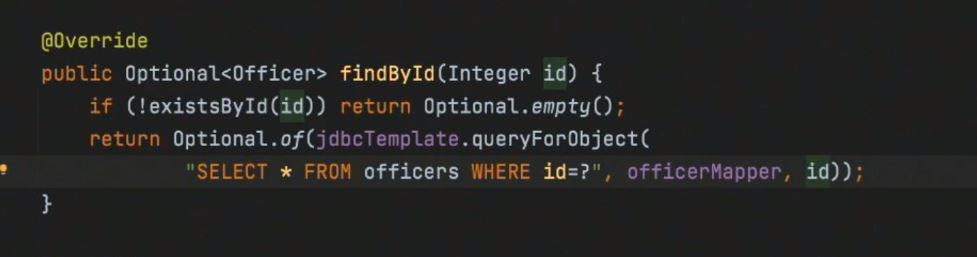 @Override
public Optional<Officer> findById(Integer id) {
if (!existsById(id)) return Optional.empty();
return Optional.of(jdbcTemplate.queryForObject(
"SELECT * FROM officers WHERE id=?", officerMapper, id));
}